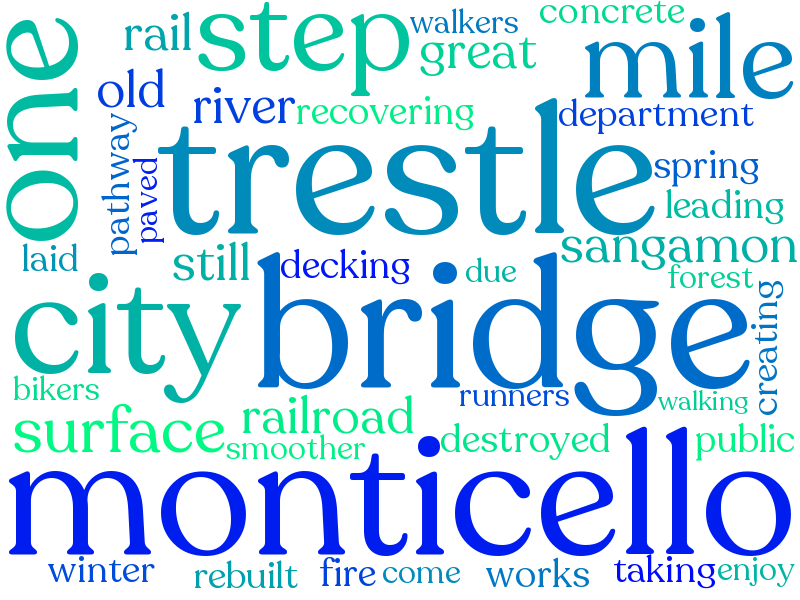 walkers
concrete
rail
step
great
mile
one
old
river
recovering
department
pathway
paved
trestle
spring
leading
laid
still
decking
due
sangamon
forest
city
bridge
creating
bikers
runners
walking
surface
railroad
smoother
destroyed
public
monticello
winter
rebuilt
fire
come
works
taking
enjoy